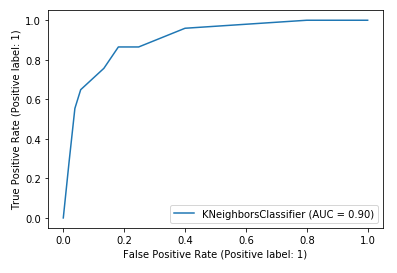 True Positive Rate (Positive label: 1)
1.0
0.8
0.6
0.4
0.2
0.0
KNeighborsClassifier (AUC = 0.90)
0.0 0.2 0.4 0.6 0.8 1.0
False Positive Rate (Positive label: 1)